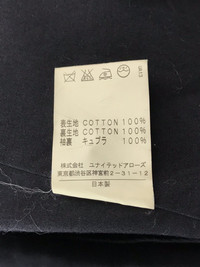 表生地 COTTON 100%
裏生地 COTTON 100%
袖裏 キュプラ 100%
株式会社 ユナイテッドアローズ
東京都渋谷区神宮前2-31-12
日本製